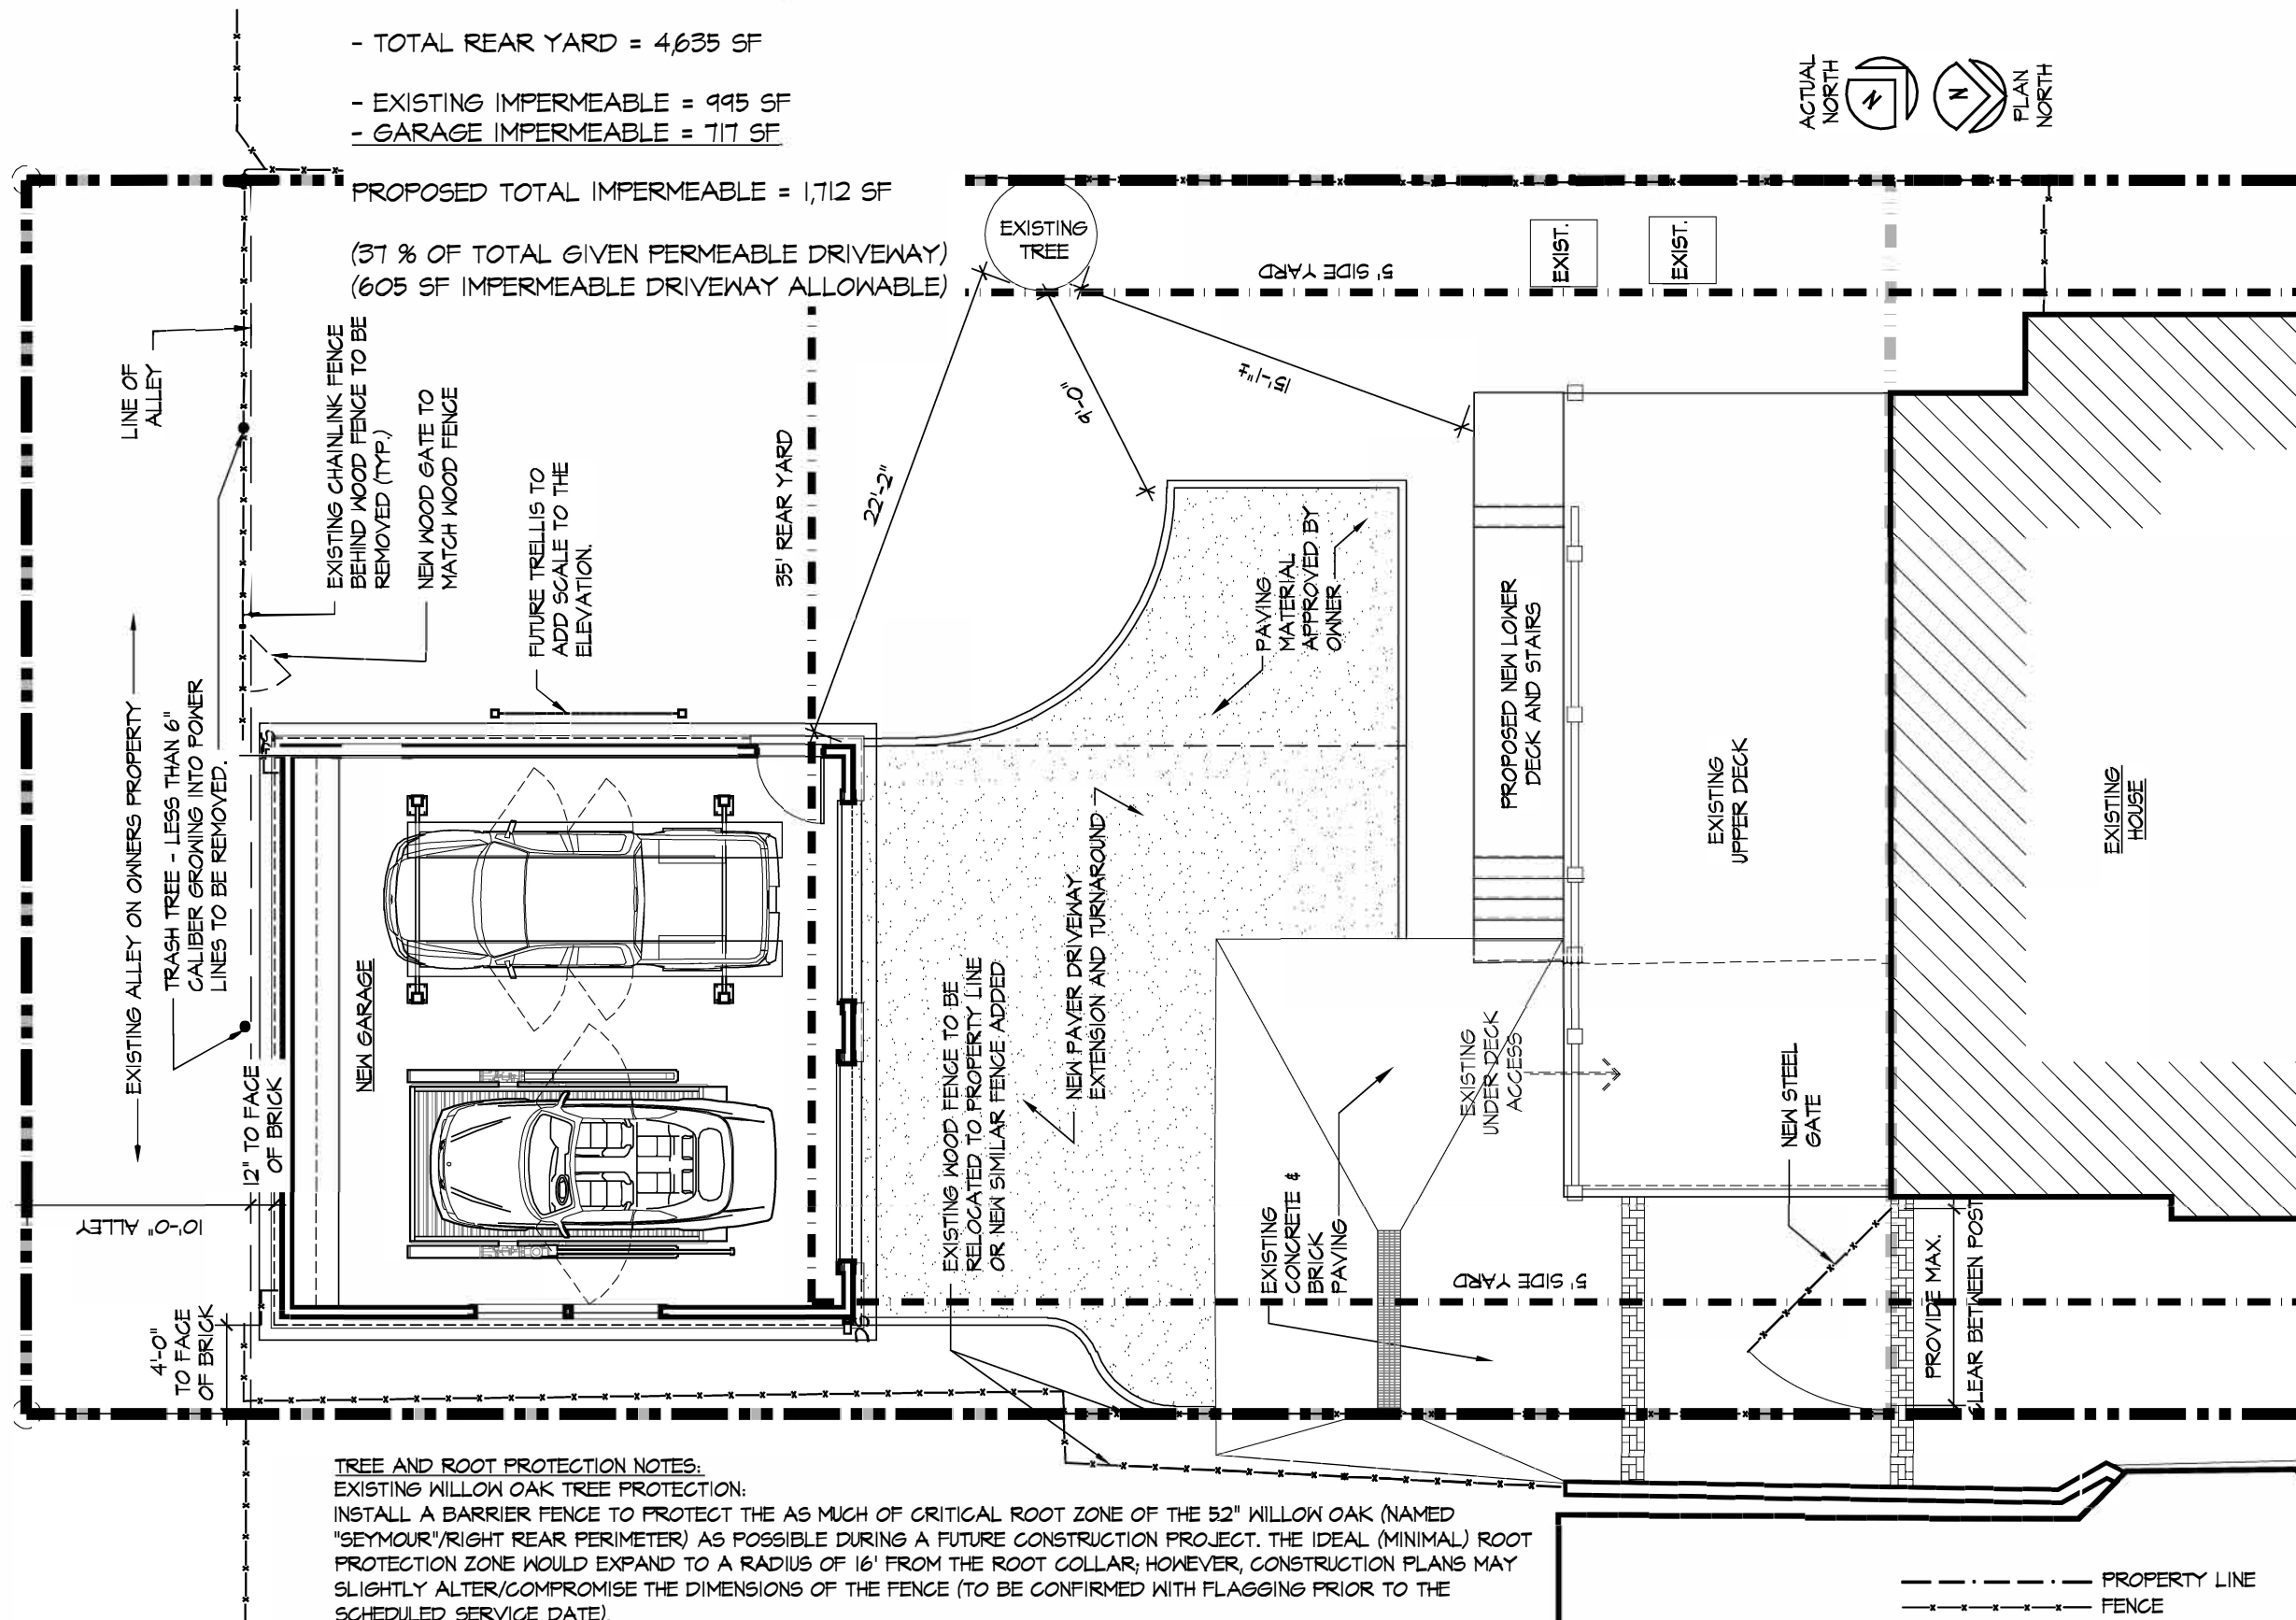 - TOTAL REAR YARD = 4,635 SF
- EXISTING IMPERMEABLE = 995 SF
- GARAGE IMPERMEABLE = 717 SF
PROPOSED TOTAL IMPERMEABLE = 1,712 SF
(37 % OF TOTAL GIVEN PERMEABLE DRIVEWAY)
(605 SF IMPERMEABLE DRIVEWAY ALLOWABLE)
ACTUAL
NORTH
N
N
PLAN
NORTH
EXISTING
TREE
5' SIDE YARD
EXIST.
EXIST.
LINE OF
ALLEY
EXISTING CHAINLINK FENCE
BEHIND WOOD FENCE TO BE
REMOVED (TYP.)
NEW WOOD GATE TO
MATCH WOOD FENCE
FUTURE TRELLIS TO
ADD SCALE TO THE
ELEVATION.
35' REAR YARD
22'-2"
9'-0"
15'-1"±
PAVING
MATERIAL
APPROVED BY
OWNER
PROPOSED NEW LOWER
DECK AND STAIRS
EXISTING
UPPER DECK
EXISTING
HOUSE
EXISTING ALLEY ON OWNERS PROPERTY
TRASH TREE - LESS THAN 6"
CALIBER GROWING INTO POWER
LINES TO BE REMOVED.
DS
NEW GARAGE
12" TO FACE
OF BRICK
10'-0" ALLEY
4'-0"
TO FACE
OF BRICK
DS
EXISTING WOOD FENCE TO BE
RELOCATED TO PROPERTY LINE
OR NEW SIMILAR FENCE ADDED
NEW PAVER DRIVEWAY
EXTENSION AND TURNAROUND
EXISTING
CONCRETE &
BRICK
PAVING
EXISTING
UNDER DECK
ACCESS
5' SIDE YARD
NEW STEEL
GATE
PROVIDE MAX.
CLEAR BETWEEN POST
TREE AND ROOT PROTECTION NOTES:
EXISTING WILLOW OAK TREE PROTECTION:
INSTALL A BARRIER FENCE TO PROTECT THE AS MUCH OF CRITICAL ROOT ZONE OF THE 52" WILLOW OAK (NAMED
"SEYMOUR"/RIGHT REAR PERIMETER) AS POSSIBLE DURING A FUTURE CONSTRUCTION PROJECT. THE IDEAL (MINIMAL) ROOT
PROTECTION ZONE WOULD EXPAND TO A RADIUS OF 16' FROM THE ROOT COLLAR; HOWEVER, CONSTRUCTION PLANS MAY
SLIGHTLY ALTER/COMPROMISE THE DIMENSIONS OF THE FENCE (TO BE CONFIRMED WITH FLAGGING PRIOR TO THE
SCHEDULED SERVICE DATE).
PROPERTY LINE
FENCE